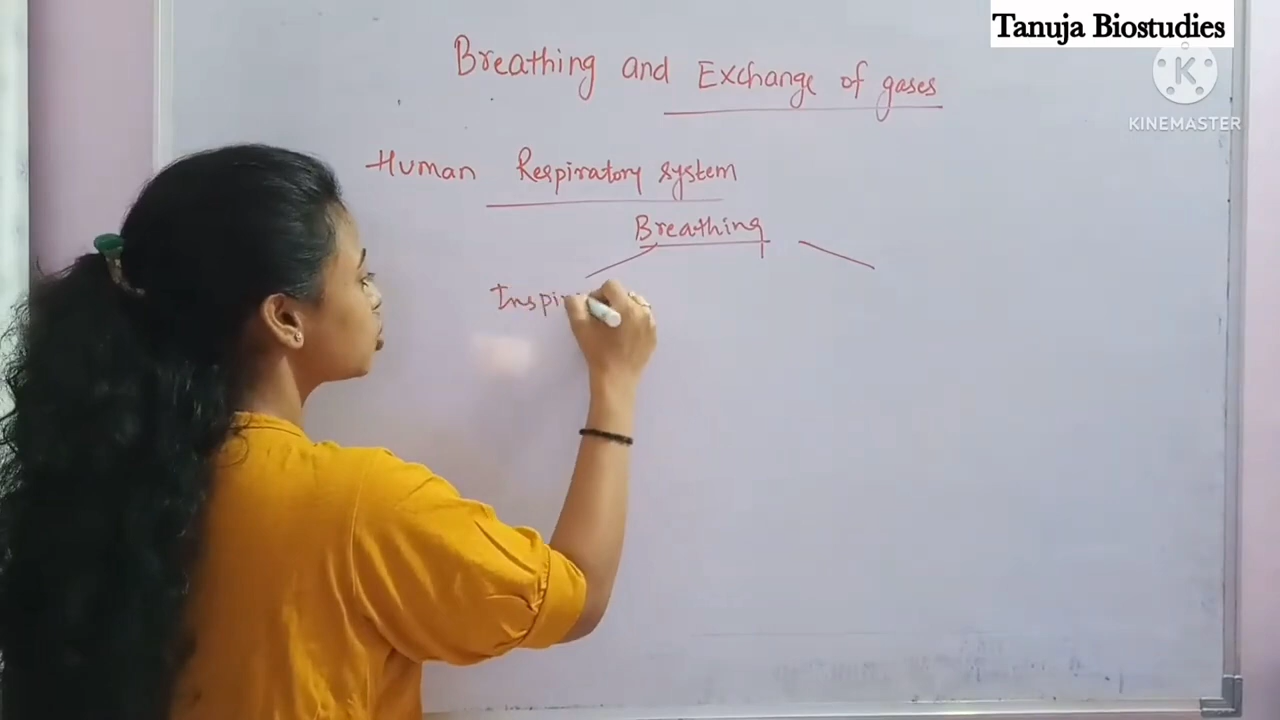 Tanuja Biostudies
KINEMASTER
Breathing and Exchange of gases
Human Respiratory system
Breathing